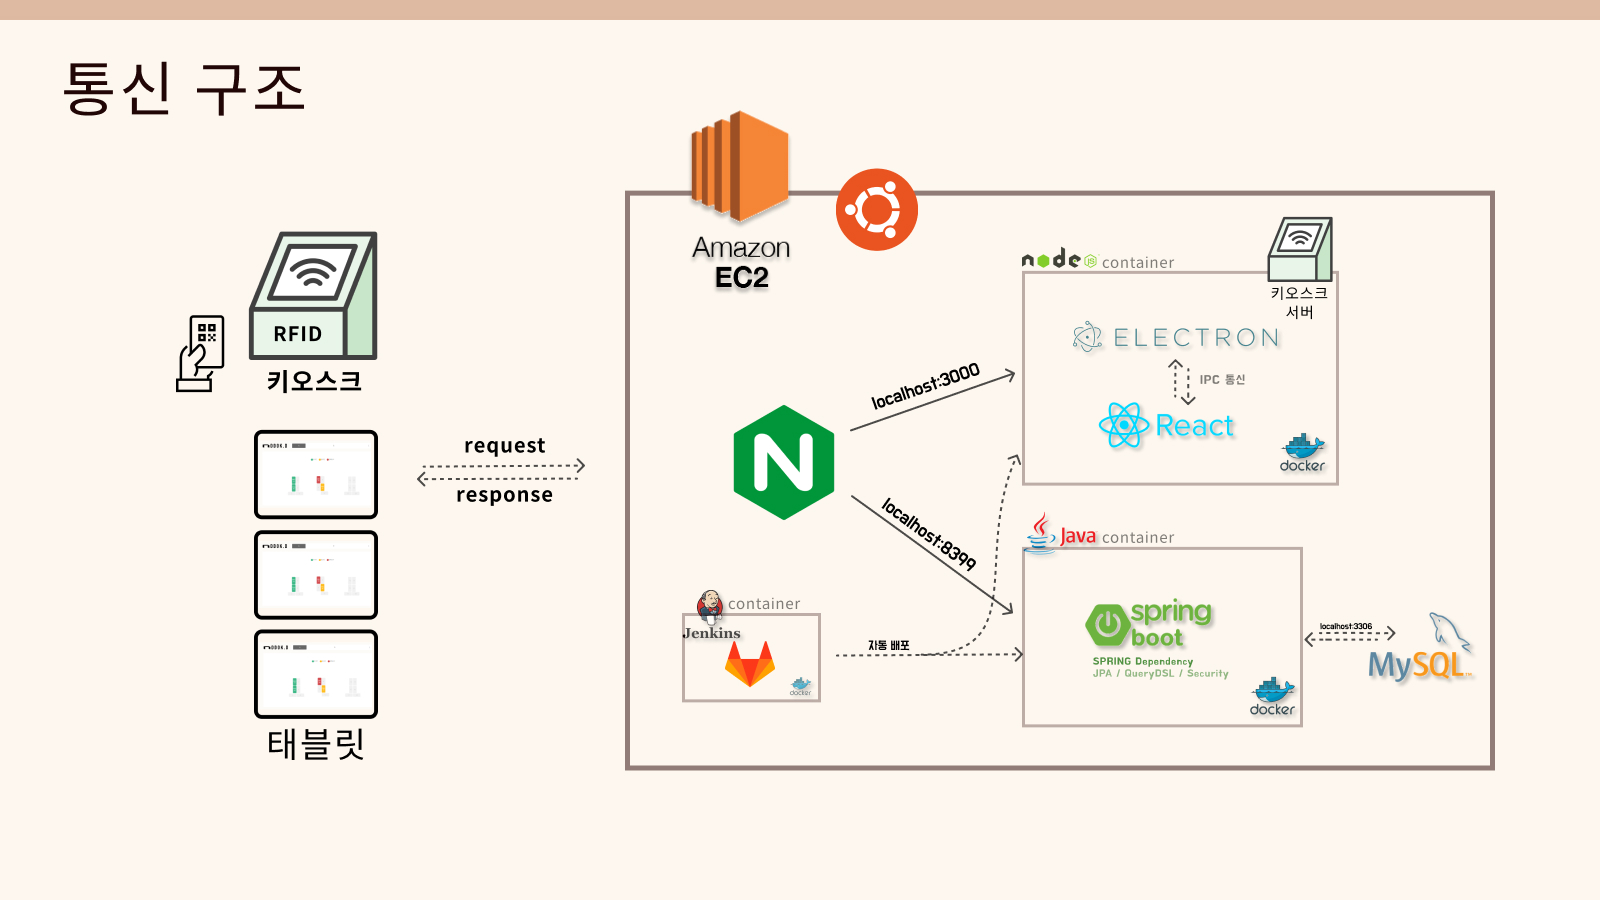 통신 구조
Amazon
EC2
RFID
키오스크
request
response
태블릿
node JS container
키오스크
서버
ELECTRON
IPC 통신
React
docker
localhost:3000
localhost:8399
Java container
spring
boot
SPRING Dependency
JPA / QueryDSL / Security
docker
localhost:3306
MySQL
container
Jenkins
docker
자동 배포